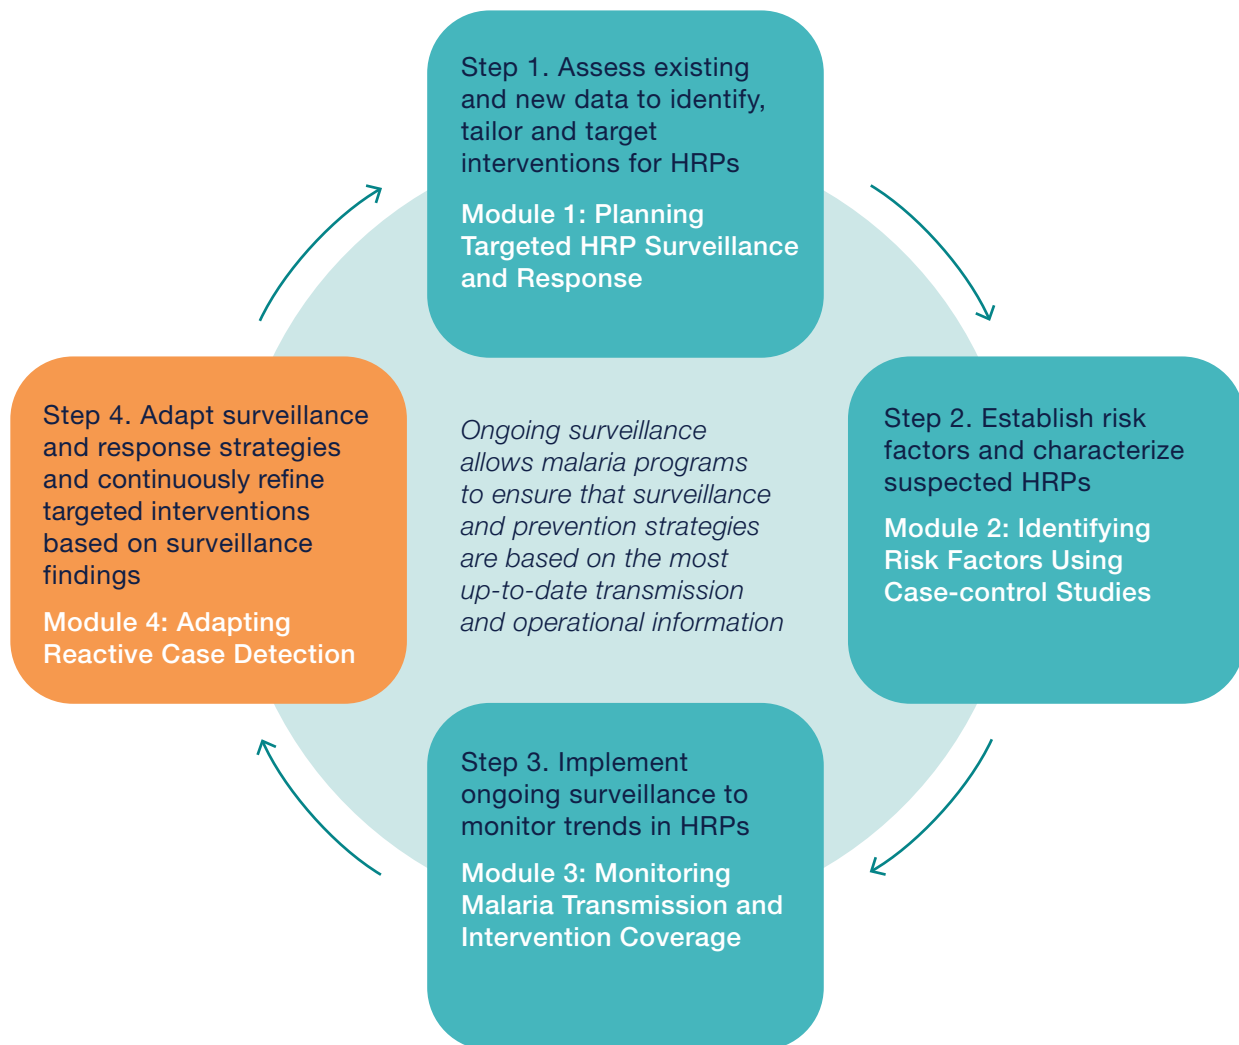 Step 1. Assess existing
and new data to identify,
tailor and target
interventions for HRPs
Module 1: Planning
Targeted HRP Surveillance
and Response
Step 2. Establish risk
factors and characterize
suspected HRPs
Module 2: Identifying
Risk Factors Using
Case-control Studies
Step 3. Implement
ongoing surveillance to
monitor trends in HRPs
Module 3: Monitoring
Malaria Transmission and
Intervention Coverage
Step 4. Adapt surveillance
and response strategies
and continuously refine
targeted interventions
based on surveillance
findings
Module 4: Adapting
Reactive Case Detection
Ongoing surveillance
allows malaria programs
to ensure that surveillance
and prevention strategies
are based on the most
up-to-date transmission
and operational information